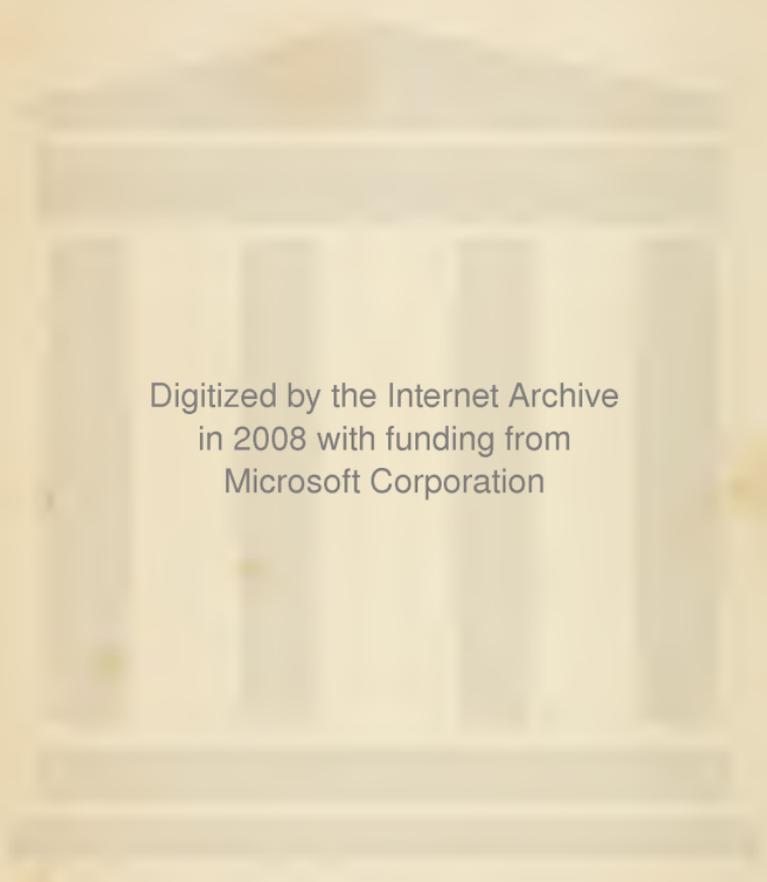 Digitized by the Internet Archive
in 2008 with funding from
Microsoft Corporation